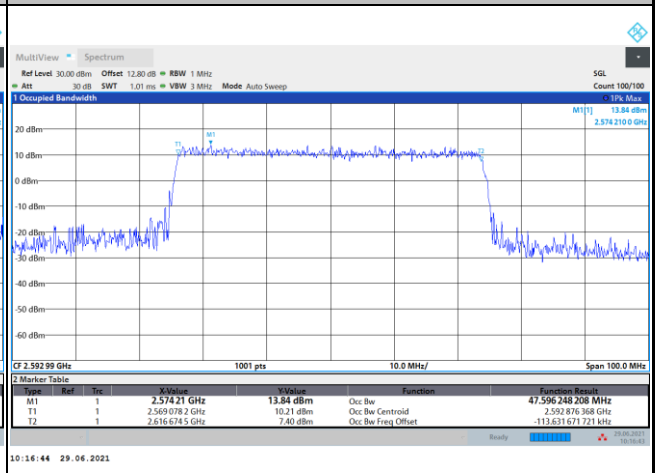 MultiView Spectrum
Ref Level 30.00 dBm Offset 12.80 dB RBW 1 MHz SGL
Att 30 dB SWT 1.01 ms VBW 3 MHz Mode Auto Sweep Count 100/100
1 Occupied Bandwidth 1Pk Max
M1[1] 13.84 dBm
2.574 210 0 GHz
20 dBm
M1
T1 T2
10 dBm
0 dBm
-10 dBm
-20 dBm
-30 dBm
-40 dBm
-50 dBm
-60 dBm
CF 2.592 99 GHz 1001 pts 10.0 MHz/ Span 100.0 MHz
2 Marker Table
Type Ref Trc X-Value Y-Value Function Function Result
M1 1 2.574 21 GHz 13.84 dBm Occ Bw 47.596 248 208 MHz
T1 1 2.569 078 2 GHz 10.21 dBm Occ Bw Centroid 2.592 876 368 GHz
T2 1 2.616 674 5 GHz 7.40 dBm Occ Bw Freq Offset -113.631 671 721 kHz
Ready 29.06.2021
10:16:43
10:16:44 29.06.2021